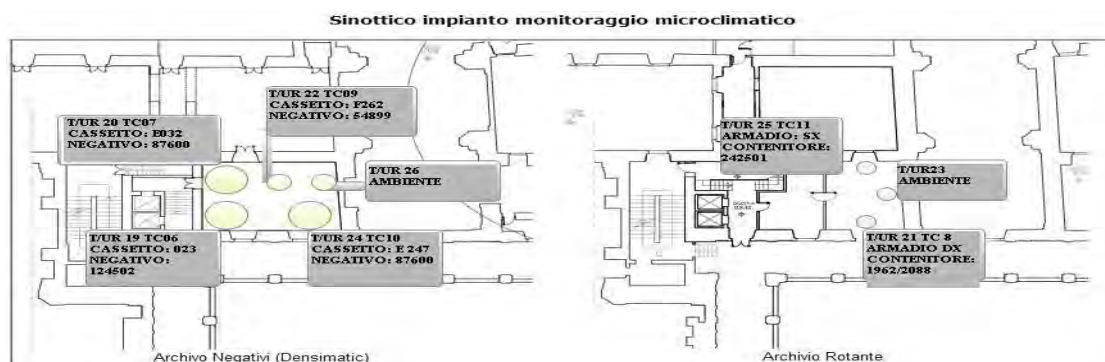 Sinottico impianto monitoraggio microclimatico
T/UR 22 TC09
CASSETTO: F262
NEGATIVO: 54899
T/UR 20 TC07
CASSETTO: E032
NEGATIVO: 87600
T/UR 26
AMBIENTE
T/UR 19 TC06
CASSETTO: 023
NEGATIVO:
124502
T/UR 24 TC10
CASSETTO: E 247
NEGATIVO: 87600
Archivo Negativi (Densimatic)
T/UR 25 TC11
ARMADIO: SX
CONTENITORE:
242501
T/UR23
AMBIENTE
T/UR 21 TC 8
ARMADIO DX
CONTENITORE:
1962/2088
Archivio Rotante